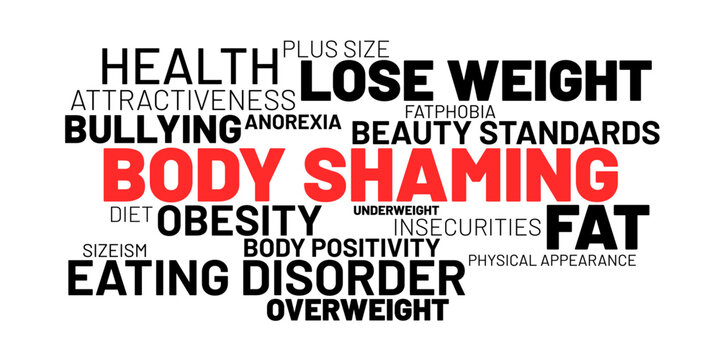 PLUS SIZE
HEALTH LOSE WEIGHT
ATTRACTIVENESS FATPHOBIA
BULLYING ANOREXIA BEAUTY STANDARDS
BODY SHAMING
DIET OBESITY UNDERWEIGHT INSECURITIES FAT
SIZEISM BODY POSITIVITY PHYSICAL APPEARANCE
EATING DISORDER
OVERWEIGHT